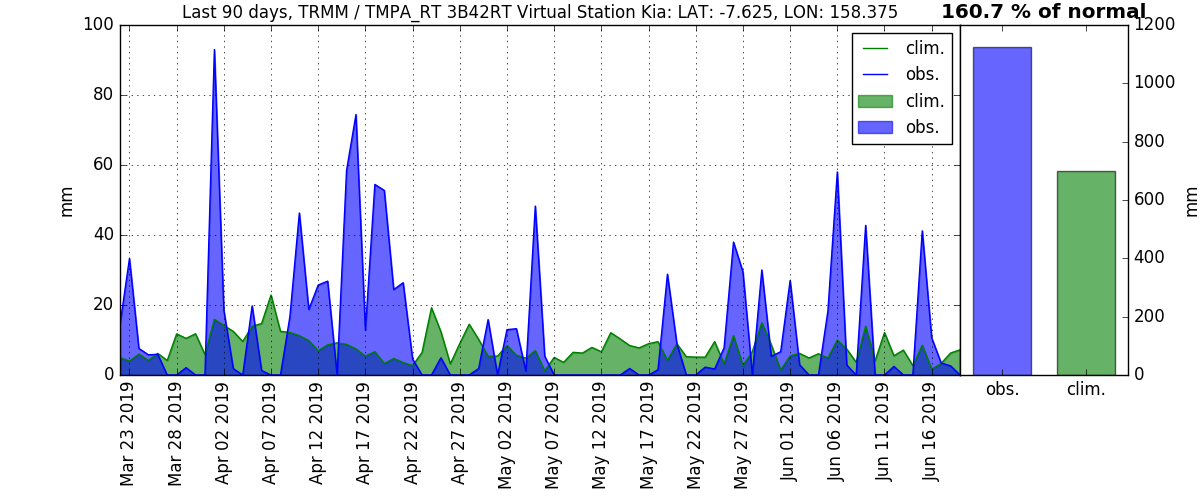 Last 90 days, TRMM / TMPA_RT 3B42RT Virtual Station Kia: LAT: -7.625, LON: 158.375
160.7 % of normal
100
80
60
40
20
0
mm
clim.
obs.
clim.
obs.
1200
1000
800
600
400
200
0
mm
obs.
clim.
Mar 23 2019
Mar 28 2019
Apr 02 2019
Apr 07 2019
Apr 12 2019
Apr 17 2019
Apr 22 2019
Apr 27 2019
May 02 2019
May 07 2019
May 12 2019
May 17 2019
May 22 2019
May 27 2019
Jun 01 2019
Jun 06 2019
Jun 11 2019
Jun 16 2019